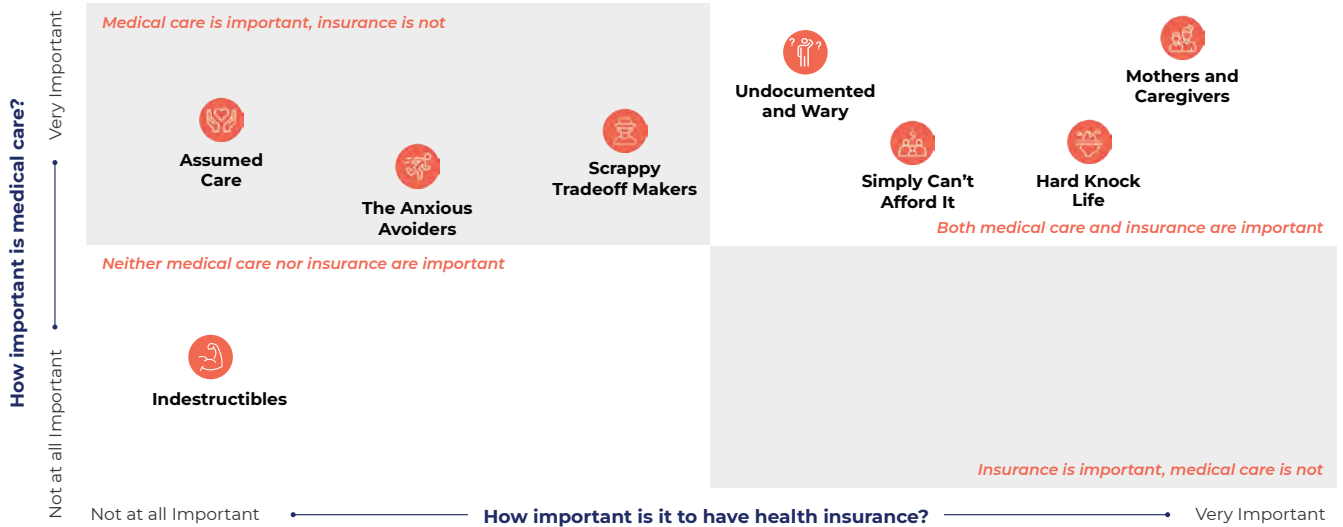 How important is medical care?
Very Important
Not at all Important
Medical care is important, insurance is not
Assumed
Care
The Anxious
Avoiders
Scrappy
Tradeoff Makers
? ?
Undocumented
and Wary
Mothers and
Caregivers
$
Simply Can't
Afford It
Hard Knock
Life
Both medical care and insurance are important
Neither medical care nor insurance are important
Indestructibles
Insurance is important, medical care is not
Not at all Important
How important is it to have health insurance?
Very Important